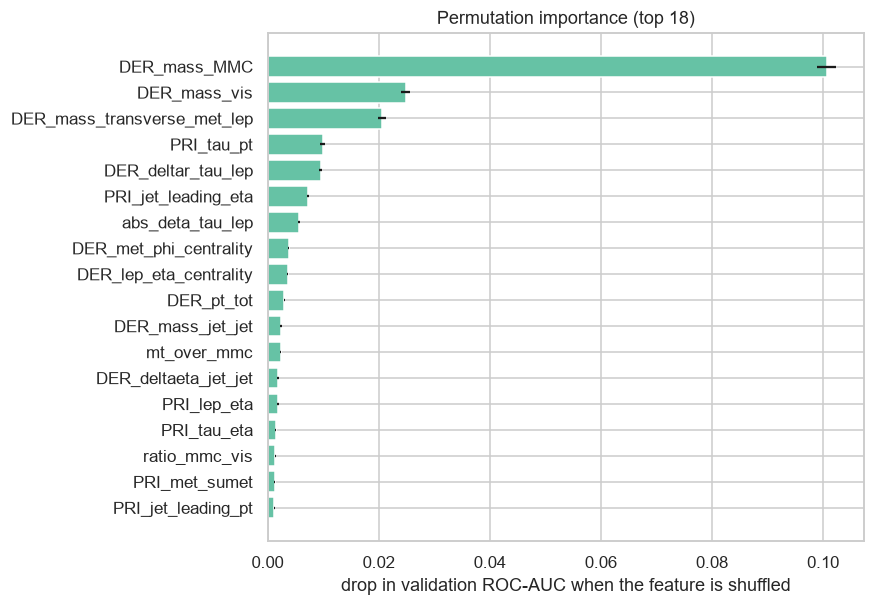 Permutation importance (top 18)
DER_mass_MMC
DER_mass_vis
DER_mass_transverse_met_lep
PRI_tau_pt
DER_deltar_tau_lep
PRI_jet_leading_eta
abs_deta_tau_lep
DER_met_phi_centrality
DER_lep_eta_centrality
DER_pt_tot
DER_mass_jet_jet
mt_over_mmc
DER_deltaeta_jet_jet
PRI_lep_eta
PRI_tau_eta
ratio_mmc_vis
PRI_met_sumet
PRI_jet_leading_pt
0.00 0.02 0.04 0.06 0.08 0.10
drop in validation ROC-AUC when the feature is shuffled